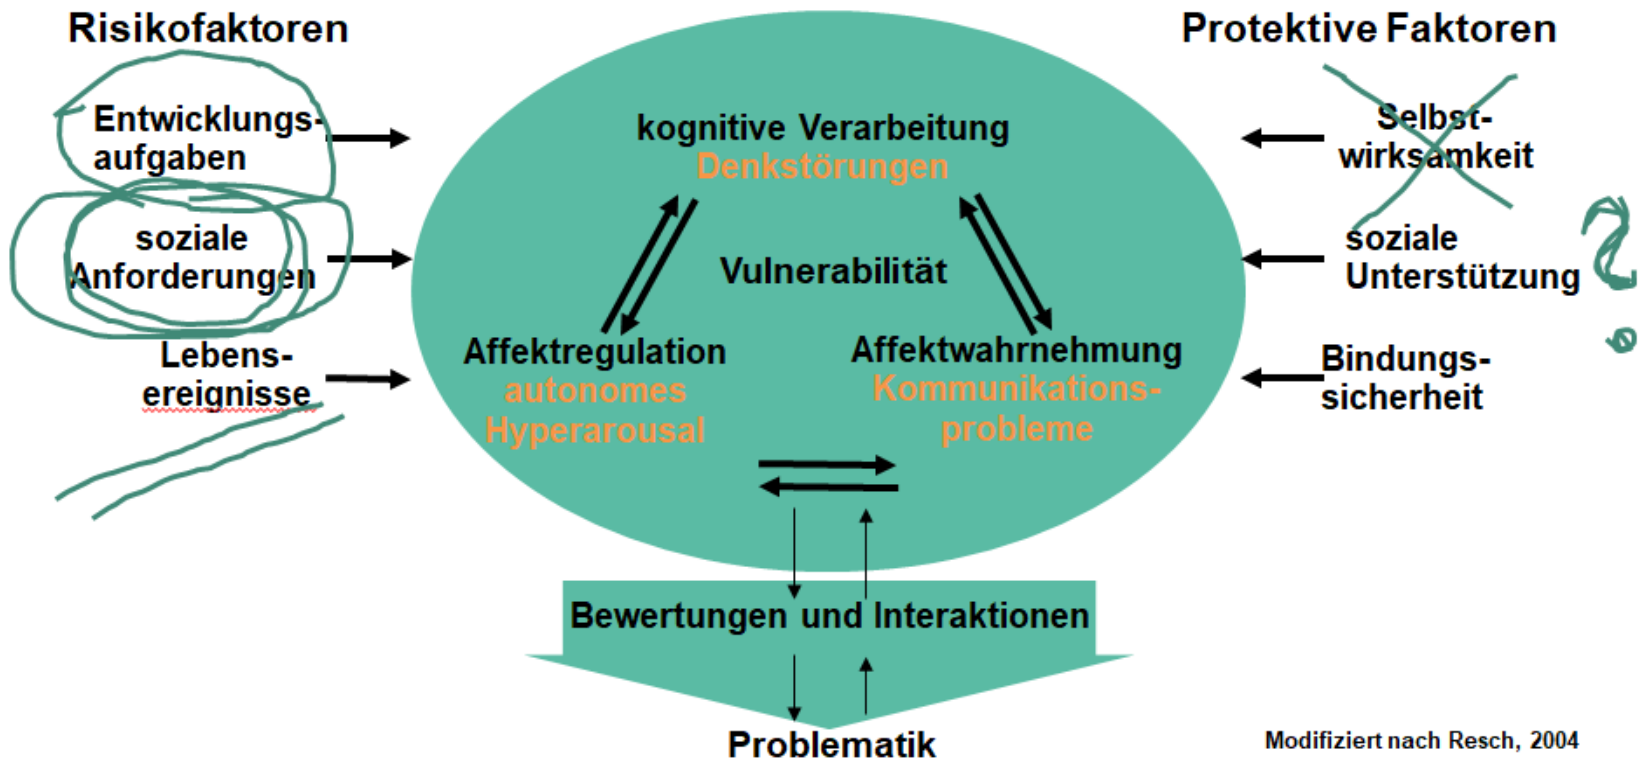 Risikofaktoren
Protektive Faktoren
Entwicklungs-
aufgaben
soziale
Anforderungen
Lebens-
ereignisse
kognitive Verarbeitung
Denkstörungen
Vulnerabilität
Affektregulation
autonomes
Hyperarousal
Affektwahrnehmung
Kommunikations-
probleme
Selbst-
wirksamkeit
soziale
Unterstützung
?
Bindungs-
sicherheit
Bewertungen und Interaktionen
Problematik
Modifiziert nach Resch, 2004